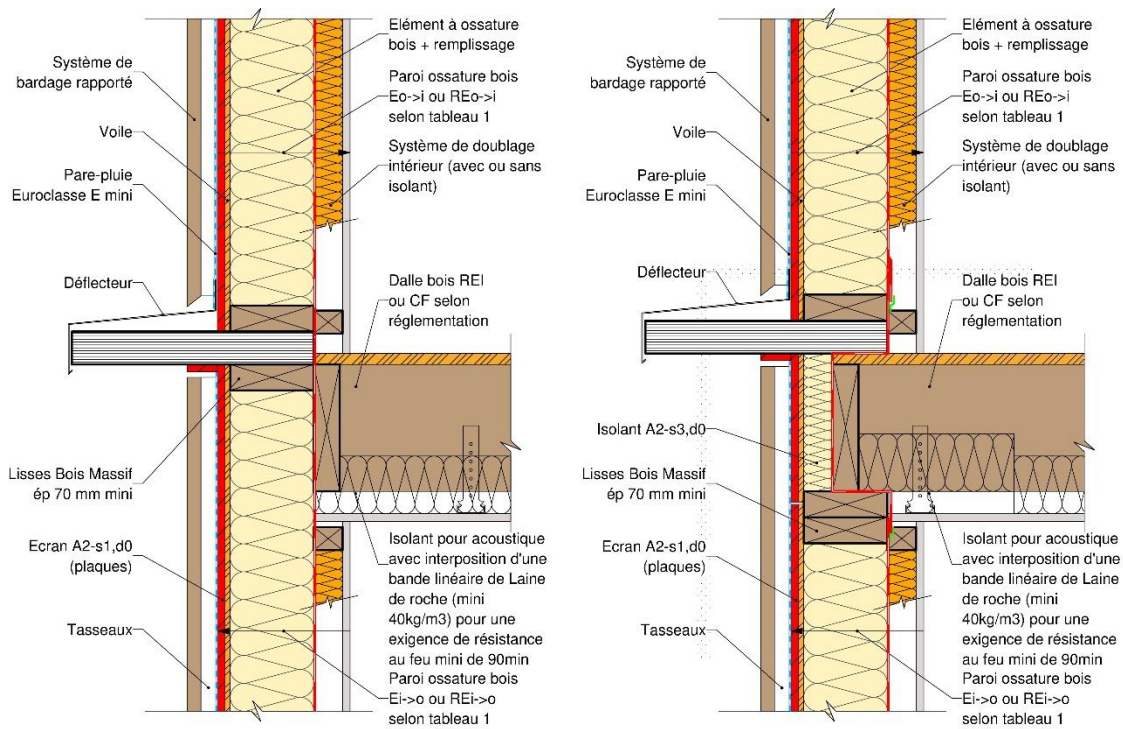 Système de
bardage rapporté
Voile
Pare-pluie
Euroclasse E mini
Déflecteur
Lisses Bois Massif
ép 70 mm mini
Ecran A2-s1,d0
(plaques)
Tasseaux
Elément à ossature
bois + remplissage
Paroi ossature bois
Eo->i ou REo->i
selon tableau 1
Système de doublage
intérieur (avec ou sans
isolant)
Dalle bois REI
ou CF selon
réglementation
Isolant pour acoustique
avec interposition d'une
bande linéaire de Laine
de roche (mini
40kg/m3) pour une
exigence de résistance
au feu mini de 90min
Paroi ossature bois
Ei->o ou REi->o
selon tableau 1
Système de
bardage rapporté
Voile
Pare-pluie
Euroclasse E mini
Déflecteur
Isolant A2-s3,d0
Lisses Bois Massif
ép 70 mm mini
Ecran A2-s1,d0
(plaques)
Tasseaux
Elément à ossature
bois + remplissage
Paroi ossature bois
Eo->i ou REo->i
selon tableau 1
Système de doublage
intérieur (avec ou sans
isolant)
Dalle bois REI
ou CF selon
réglementation
Isolant pour acoustique
avec interposition d'une
bande linéaire de Laine
de roche (mini
40kg/m3) pour une
exigence de résistance
au feu mini de 90min
Paroi ossature bois
Ei->o ou REi->o
selon tableau 1